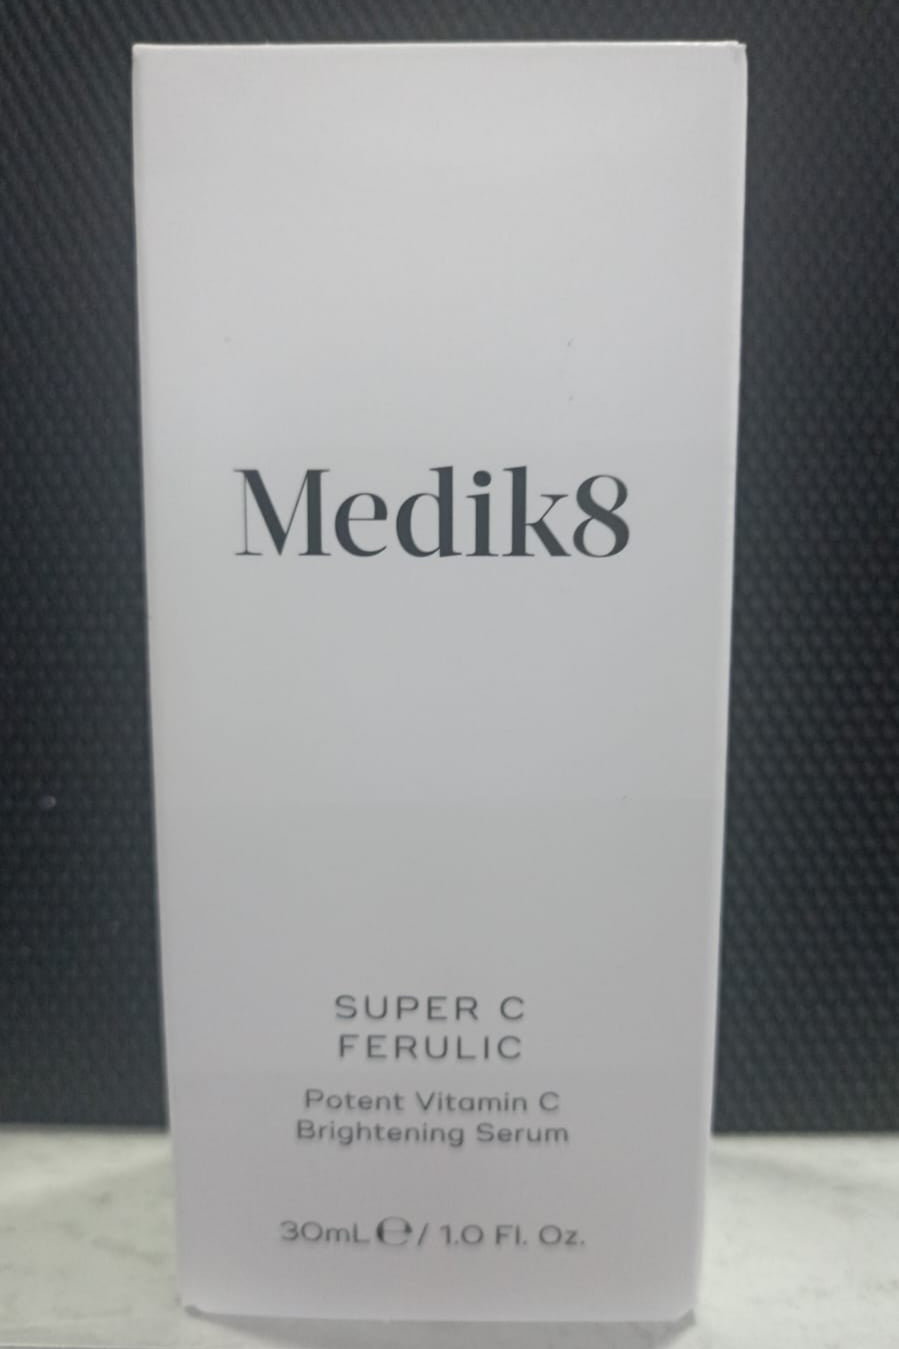 Medik8
SUPER C
FERULIC
Potent Vitamin C
Brightening Serum
30mL ℮ / 1.0 Fl. Oz.